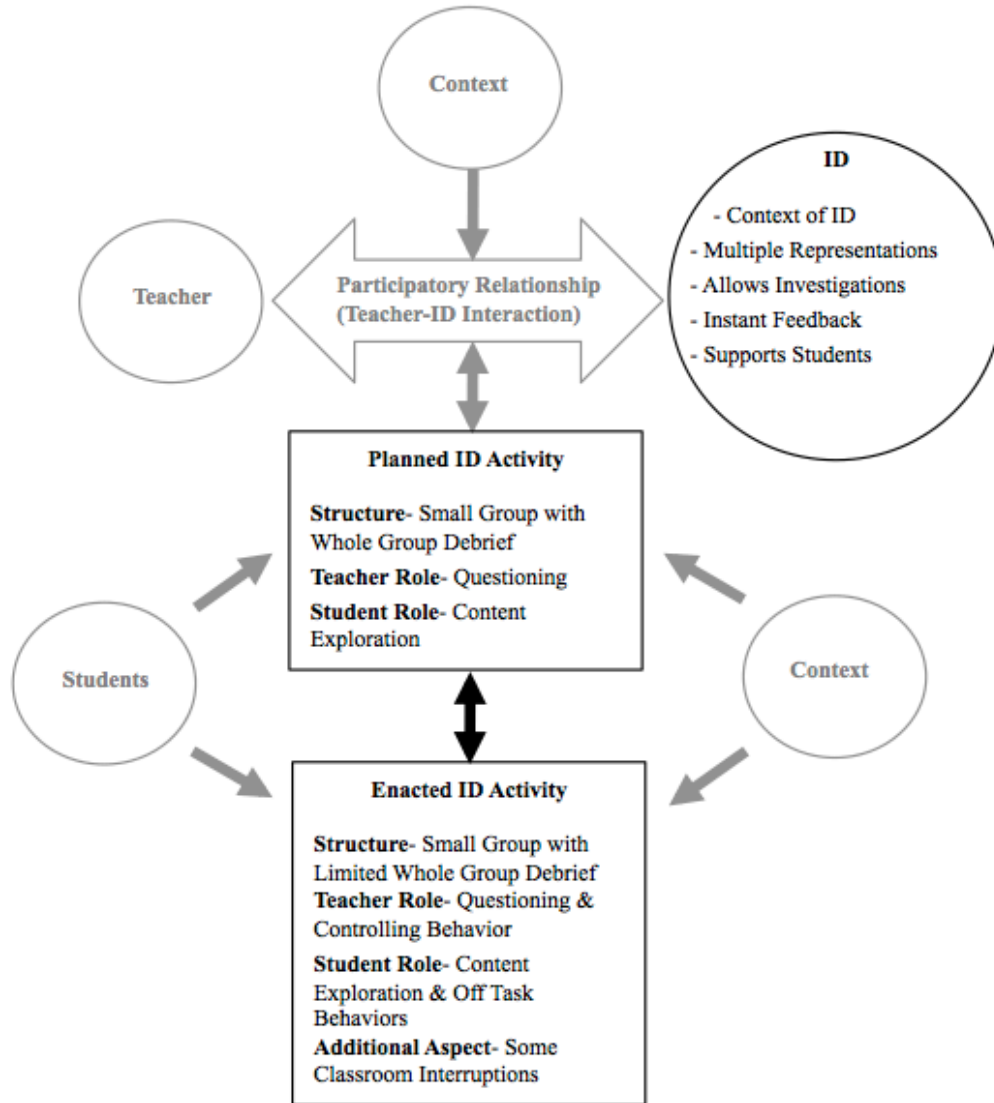 Context
ID
- Context of ID
- Multiple Representations
- Allows Investigations
- Instant Feedback
- Supports Students
Teacher
Participatory Relationship
(Teacher-ID Interaction)
Planned ID Activity
Structure- Small Group with
Whole Group Debrief
Teacher Role- Questioning
Student Role- Content
Exploration
Students
Context
Enacted ID Activity
Structure- Small Group with
Limited Whole Group Debrief
Teacher Role- Questioning &
Controlling Behavior
Student Role- Content
Exploration & Off Task
Behaviors
Additional Aspect- Some
Classroom Interruptions